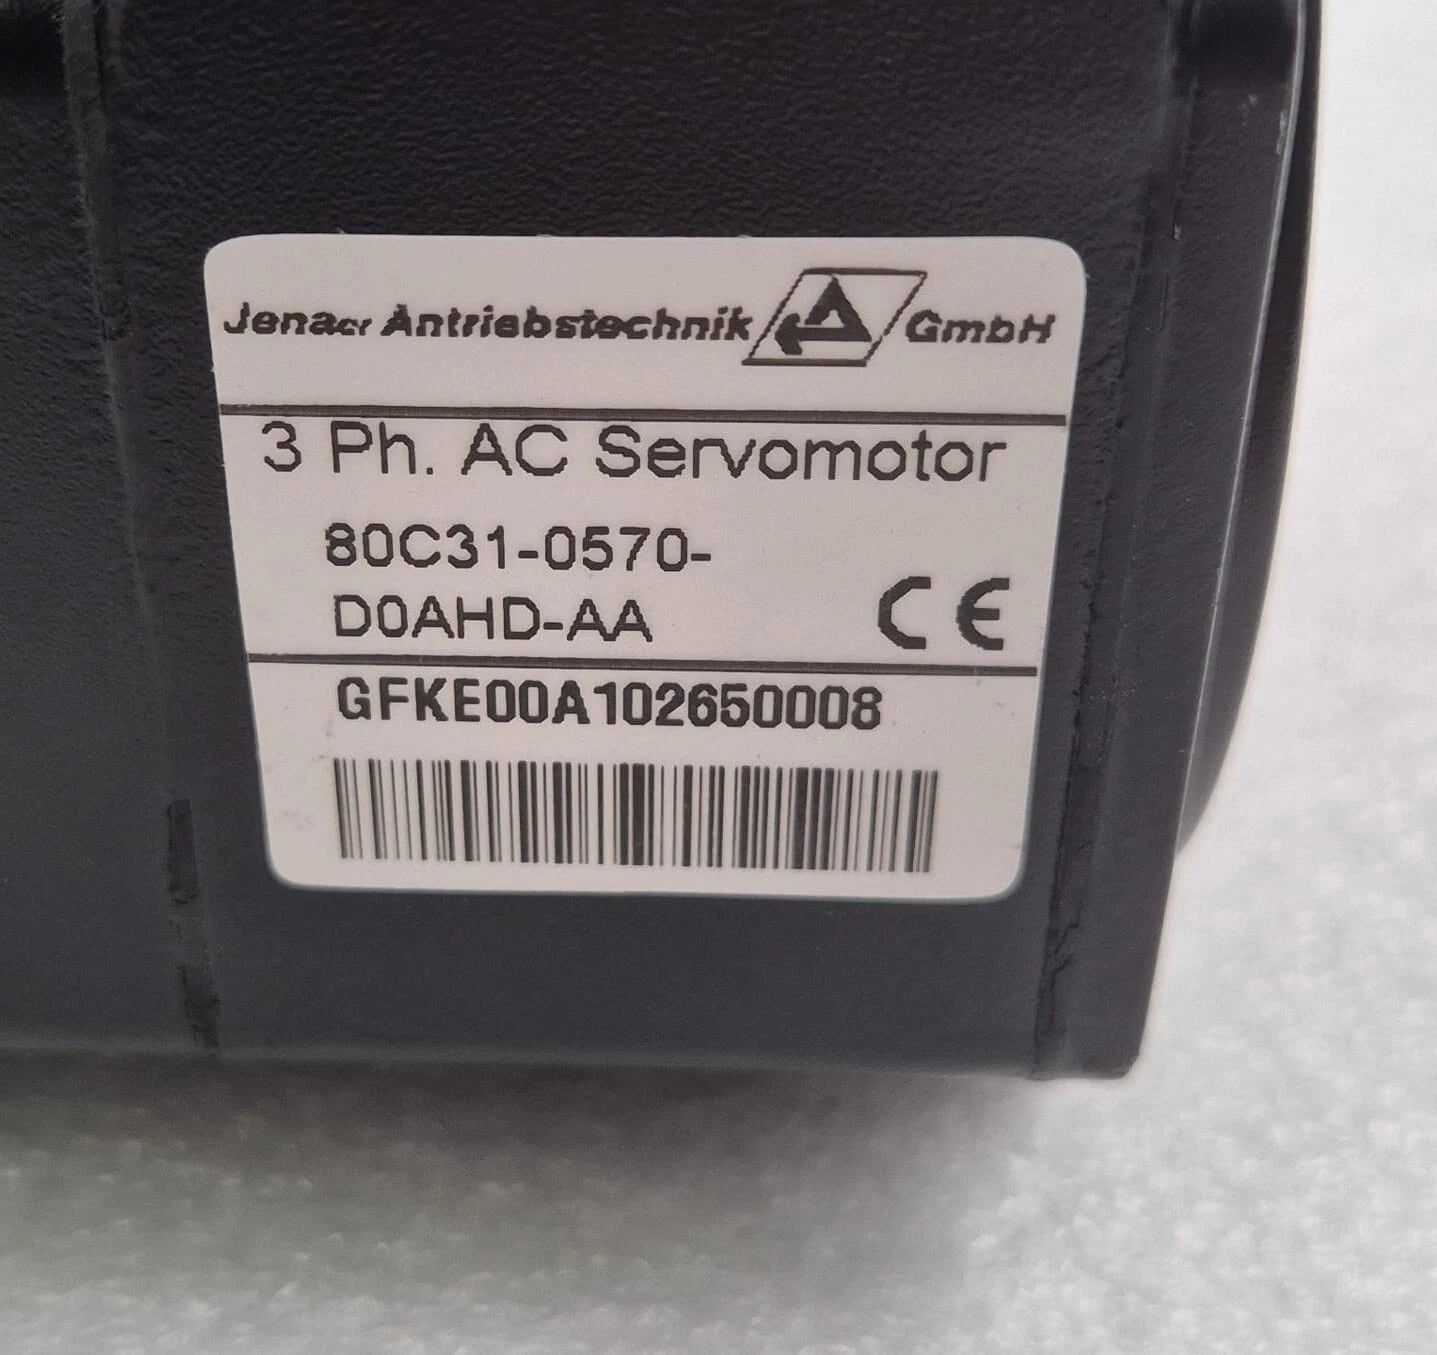 Jenaer Antriebstechnik GmbH
3 Ph. AC Servomotor
80C31-0570-
D0AHD-AA
CE
GFKE00A102650008